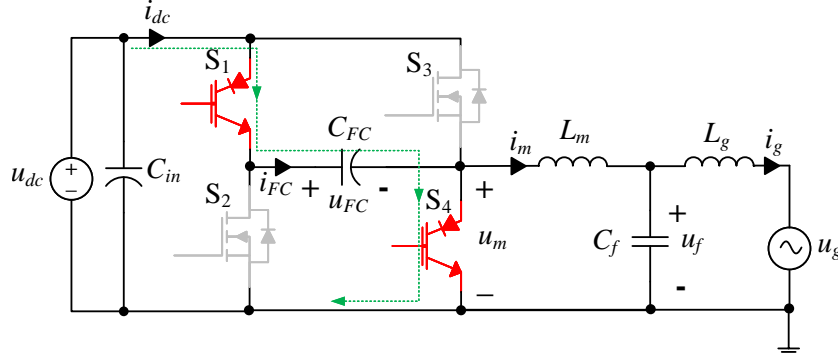 i_dc
S_1
S_3
C_FC
i_m
L_m
L_g
i_g
u_dc
+
−
C_in
i_FC
+
u_FC
-
S_2
S_4
+
u_m
−
C_f
+
u_f
-
u_g